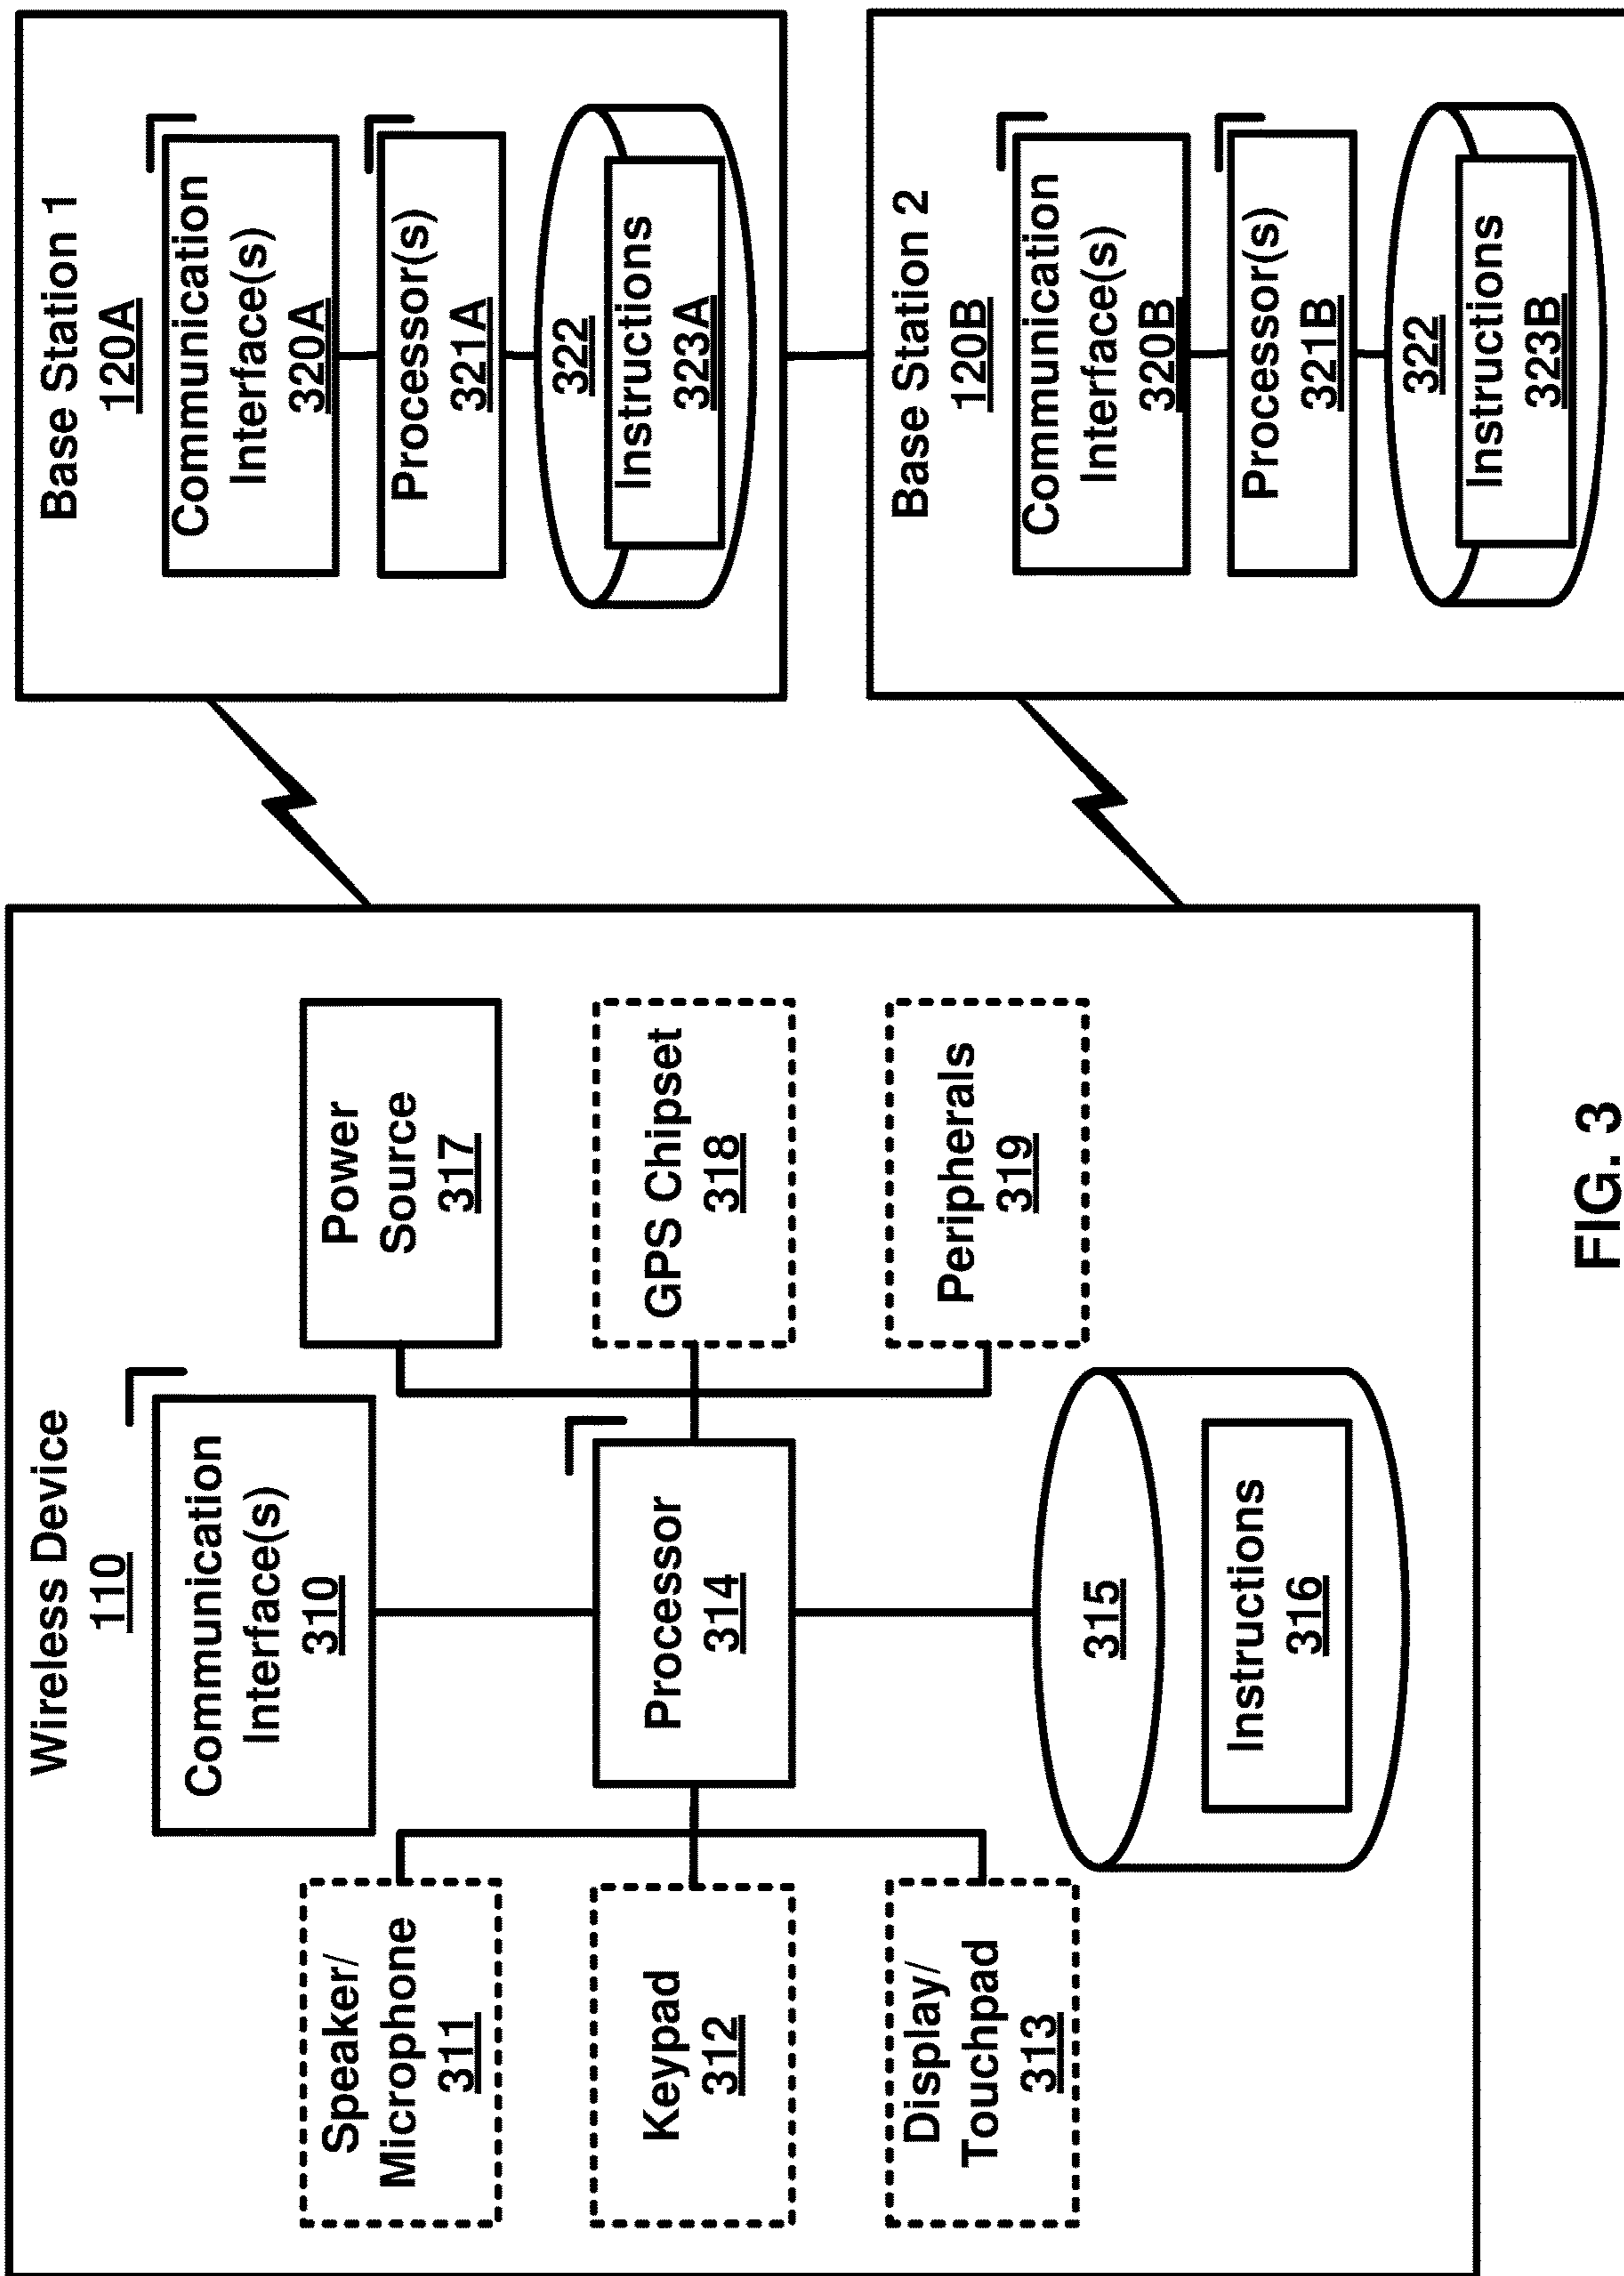 Wireless Device
110
Communication
Interface(s)
310
Speaker/
Microphone
311
Keypad
312
Display/
Touchpad
313
Processor
314
Power
Source
317
GPS Chipset
318
Peripherals
319
315
Instructions
316
Base Station 1
120A
Communication
Interface(s)
320A
Processor(s)
321A
322
Instructions
323A
Base Station 2
120B
Communication
Interface(s)
320B
Processor(s)
321B
322
Instructions
323B
FIG. 3